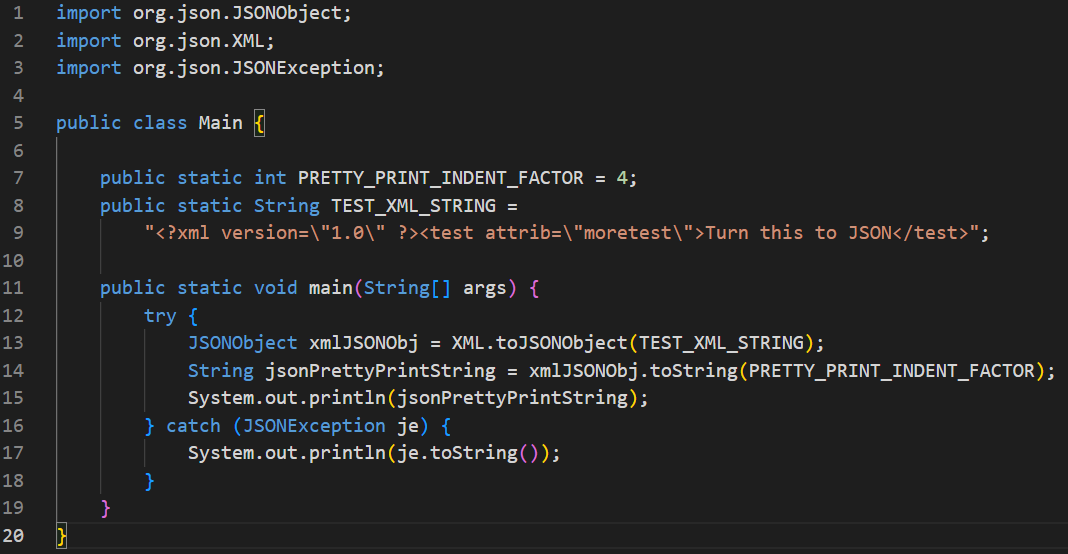 1 import org.json.JSONObject;
2 import org.json.XML;
3 import org.json.JSONException;
4
5 public class Main {
6
7     public static int PRETTY_PRINT_INDENT_FACTOR = 4;
8     public static String TEST_XML_STRING =
9         "<?xml version=\"1.0\" ?><test attrib=\"moretest\">Turn this to JSON</test>";
10
11     public static void main(String[] args) {
12         try {
13             JSONObject xmlJSONObj = XML.toJSONObject(TEST_XML_STRING);
14             String jsonPrettyPrintString = xmlJSONObj.toString(PRETTY_PRINT_INDENT_FACTOR);
15             System.out.println(jsonPrettyPrintString);
16         } catch (JSONException je) {
17             System.out.println(je.toString());
18         }
19     }
20 }